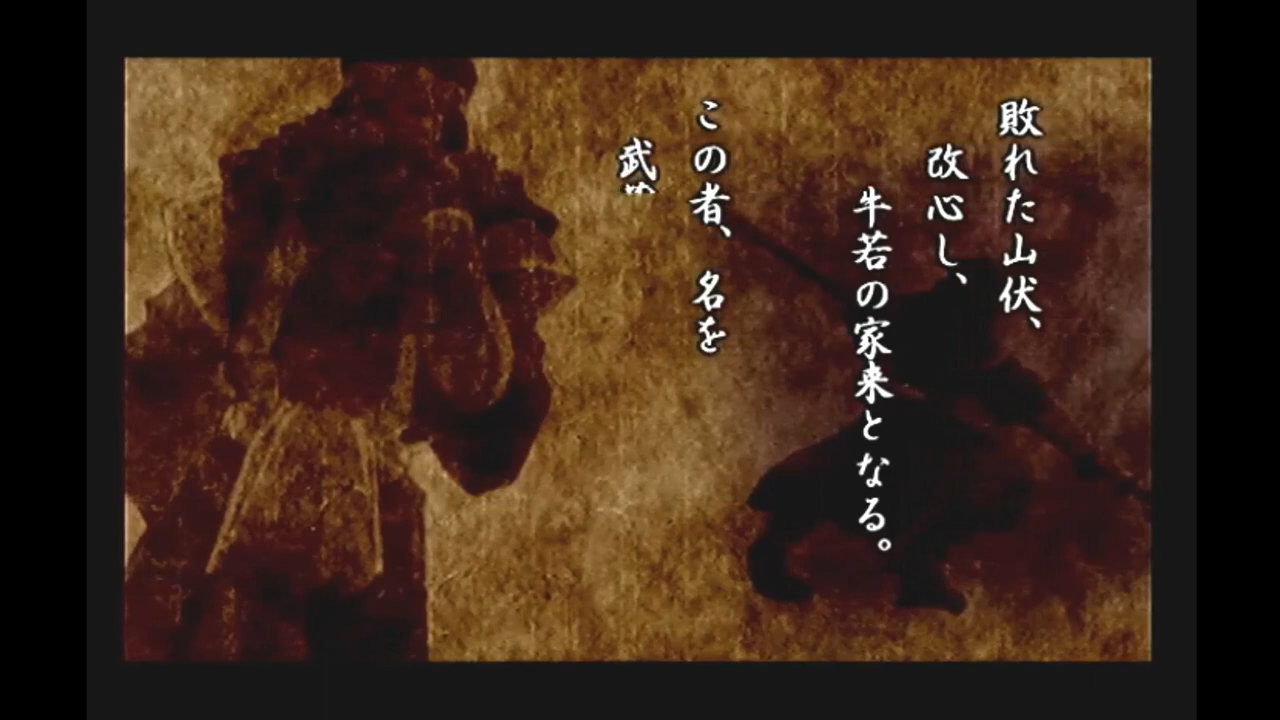 敗れた山伏、
改心し、
牛若の家来となる。
この者、 名を
武